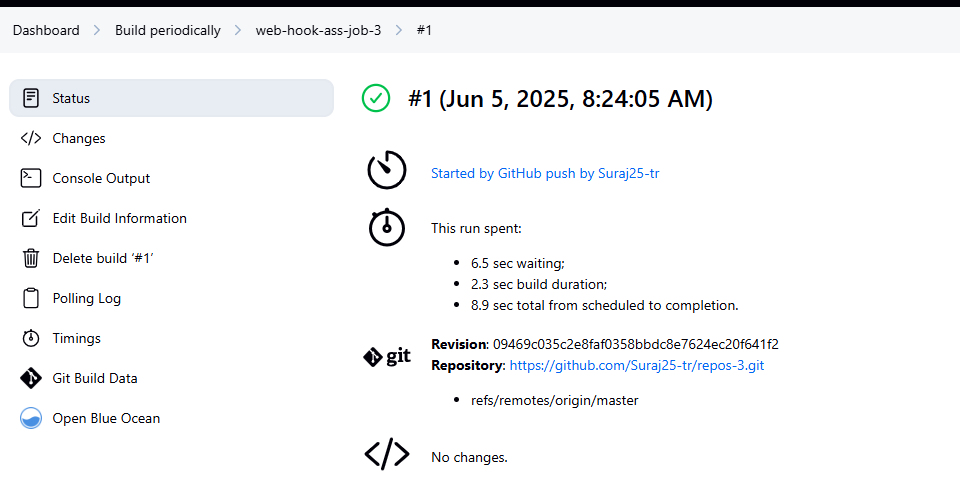 Dashboard > Build periodically > web-hook-ass-job-3 > #1
Status
Changes
Console Output
Edit Build Information
Delete build ‘#1’
Polling Log
Timings
Git Build Data
Open Blue Ocean
#1 (Jun 5, 2025, 8:24:05 AM)
Started by GitHub push by Suraj25-tr
This run spent:
• 6.5 sec waiting;
• 2.3 sec build duration;
• 8.9 sec total from scheduled to completion.
git
Revision: 09469c035c2e8faf0358bbdc8e7624ec20f641f2
Repository: https://github.com/Suraj25-tr/repos-3.git
• refs/remotes/origin/master
No changes.